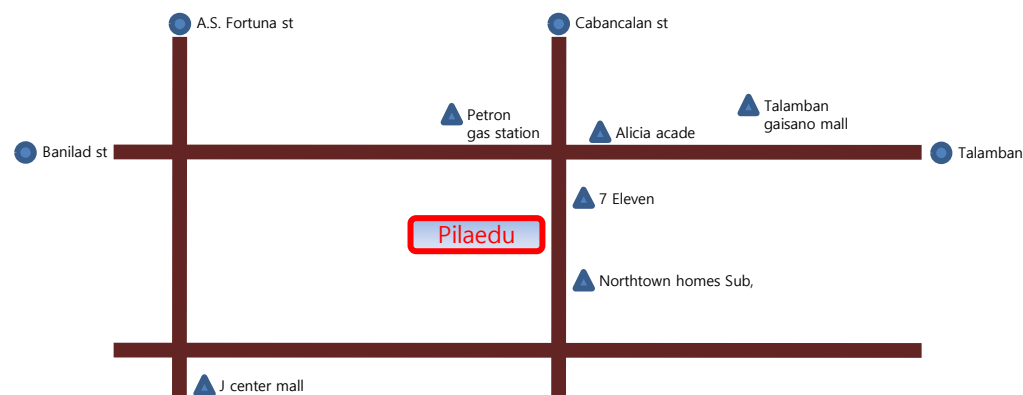 A.S. Fortuna st
Cabancalan st
Petron
gas station
Alicia acade
Talamban
gaisano mall
Banilad st
Talamban
7 Eleven
Pilaedu
Northtown homes Sub,
J center mall